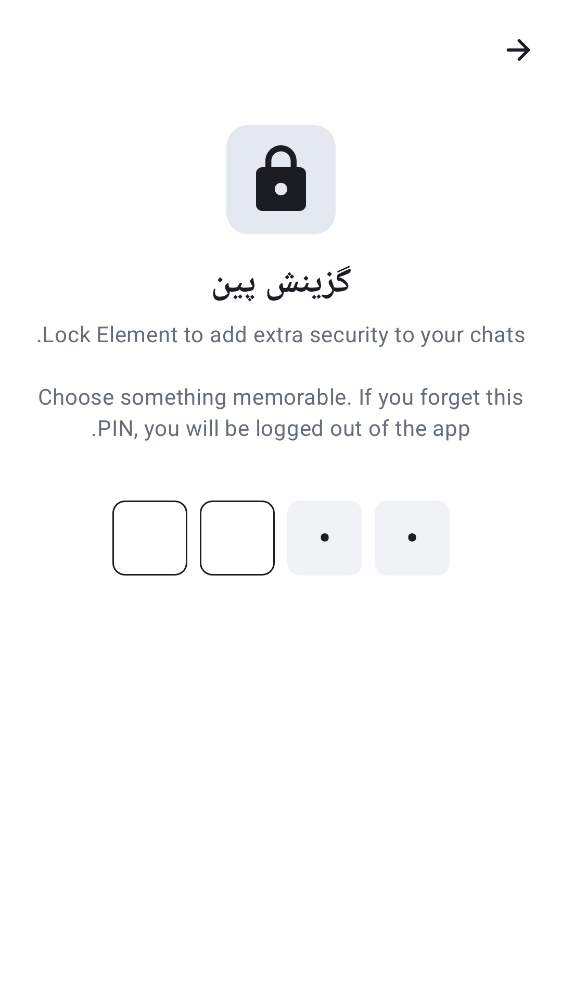 گزینش پین
Lock Element to add extra security to your chats.
Choose something memorable. If you forget this
PIN, you will be logged out of the app.